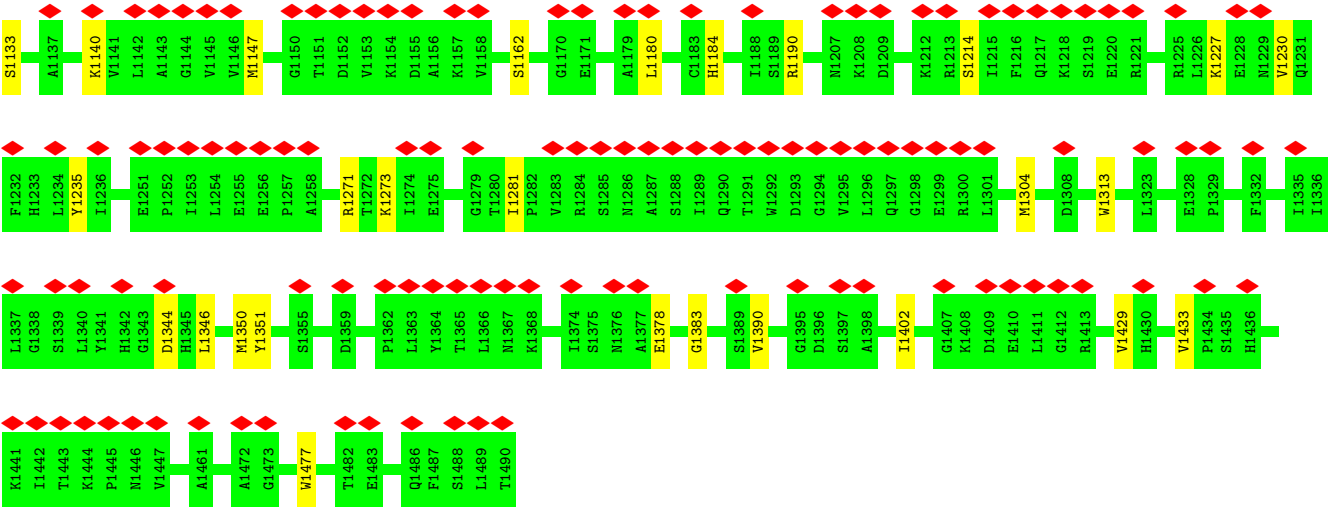 S1133 A1137 K1140 V1141 L1142 A1143 G1144 V1145 V1146 M1147 G1150 T1151 D1152 V1153 K1154 D1155 A1156 K1157 V1158 S1162 G1170 E1171 A1179 L1180 C1183 H1184 I1188 S1189 R1190 N1207 K1208 D1209 K1212 R1213 S1214 I1215 F1216 Q1217 K1218 S1219 E1220 R1221 R1225 L1226 K1227 E1228 N1229 V1230 Q1231
F1232 H1233 L1234 Y1235 I1236 E1251 P1252 I1253 L1254 E1255 E1256 P1257 A1258 R1271 T1272 K1273 I1274 E1275 G1279 T1280 I1281 P1282 V1283 R1284 S1285 N1286 A1287 S1288 I1289 Q1290 T1291 W1292 D1293 G1294 V1295 L1296 Q1297 G1298 E1299 R1300 L1301 M1304 D1308 W1313 L1323 E1328 P1329 F1332 I1335 I1336
L1337 G1338 S1339 L1340 Y1341 H1342 G1343 D1344 H1345 L1346 M1350 Y1351 S1355 D1359 P1362 L1363 Y1364 T1365 L1366 N1367 K1368 I1374 S1375 N1376 A1377 E1378 G1383 S1389 V1390 G1395 D1396 S1397 A1398 I1402 G1407 K1408 D1409 E1410 L1411 G1412 R1413 V1429 H1430 V1433 P1434 S1435 H1436
K1441 I1442 T1443 K1444 P1445 N1446 V1447 A1461 A1472 G1473 W1477 T1482 E1483 Q1486 F1487 S1488 L1489 T1490